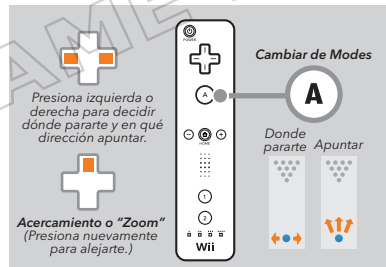 Presiona izquierda o
derecha para decidir
dónde pararte y en qué
dirección apuntar.
Acercamiento o "Zoom"
(Presiona nuevamente
para alejarte.)
POWER
A
HOME
1
2
Wii
Cambiar de Modes
A
Donde
pararte Apuntar